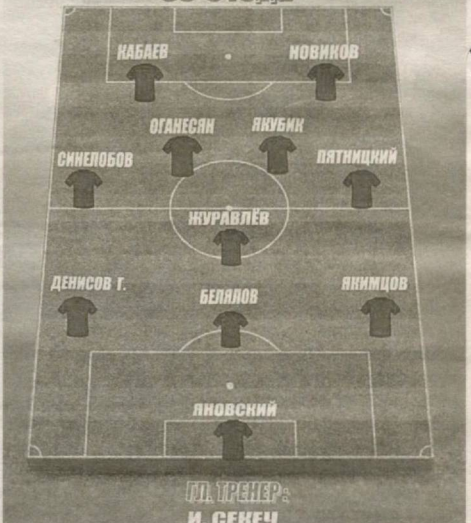 КАБАЕВ НОВИКОВ
ОГАНЕСЯН ЯКУБИК
СИНЕЛОБОВ ПЯТНИЦКИЙ
ЖУРАВЛЁВ
ДЕНИСОВ Г. БЕЛЯЛОВ ЯКИМЦОВ
ЯНОВСКИЙ
ГЛ. ТРЕНЕР:
И. СЕКЕЧ